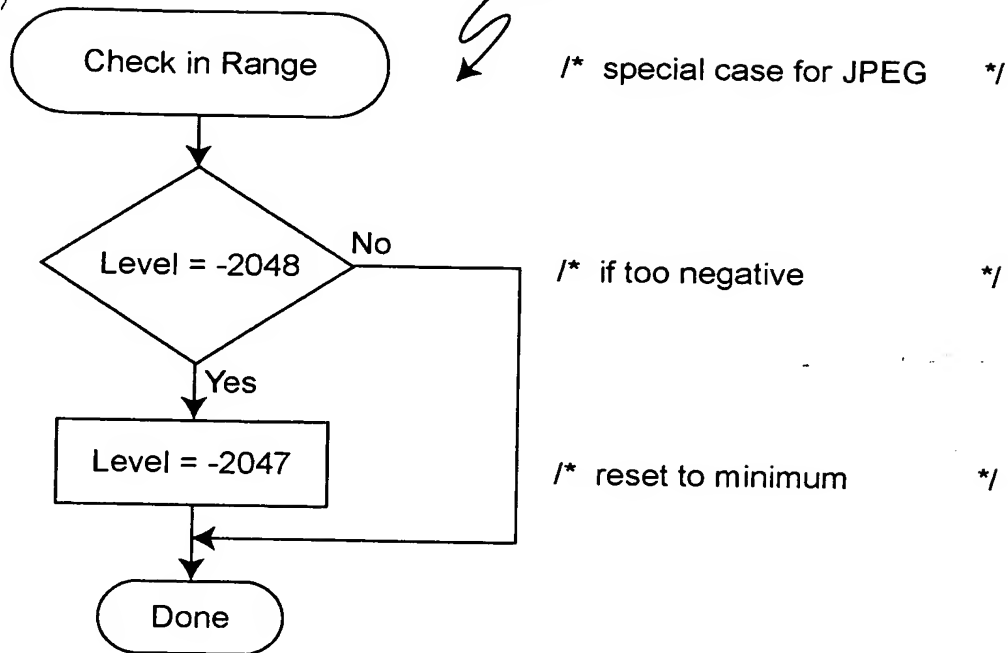 Check in Range /* special case for JPEG */
Level = -2048 No /* if too negative */
Yes
Level = -2047 /* reset to minimum */
Done